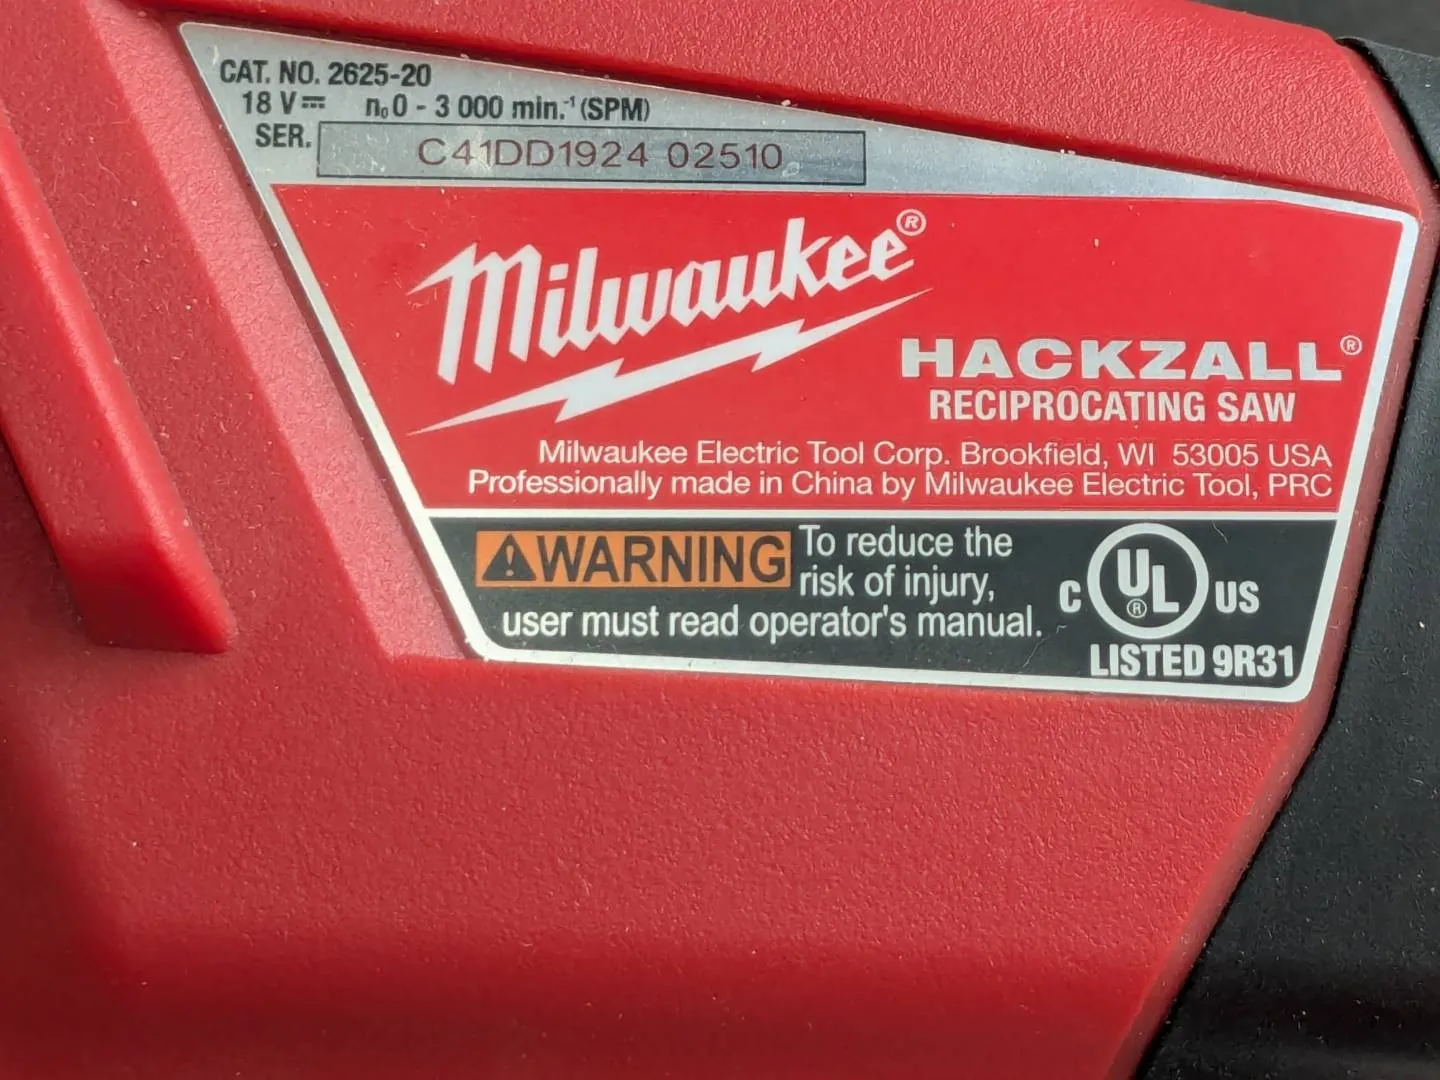 CAT. NO. 2625-20
18 V⎓ n₀ 0 - 3 000 min.⁻¹ (SPM)
SER. C41DD1924 02510
Milwaukee®
HACKZALL®
RECIPROCATING SAW
Milwaukee Electric Tool Corp. Brookfield, WI 53005 USA
Professionally made in China by Milwaukee Electric Tool, PRC
⚠WARNING To reduce the
risk of injury,
user must read operator's manual.
C UL® US
LISTED 9R31